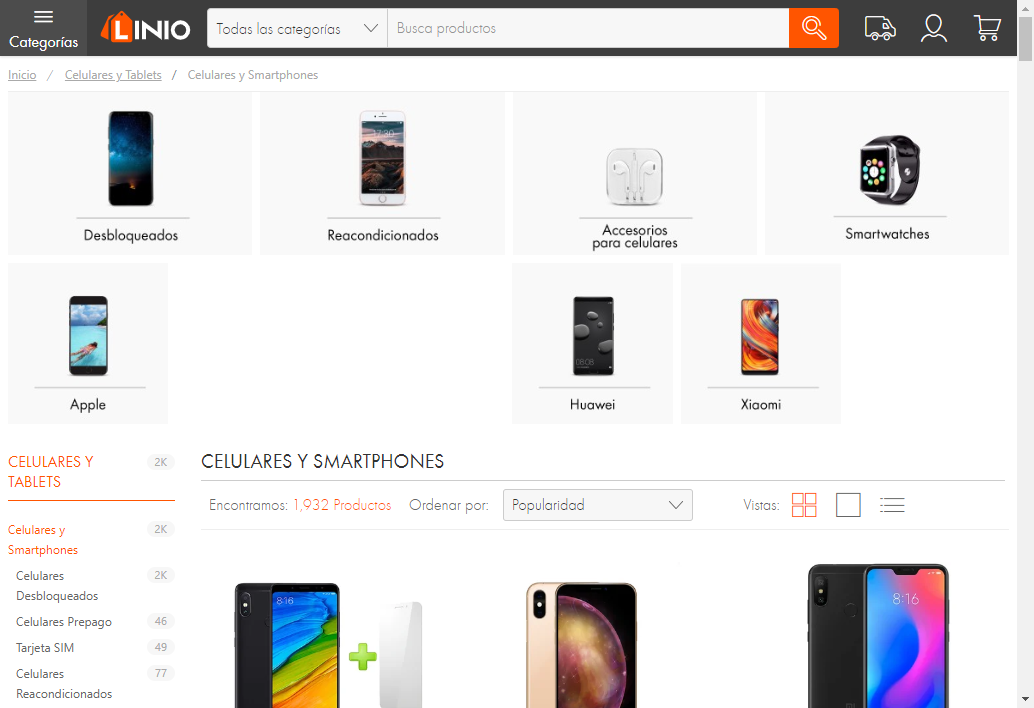 Categorías
LINIO
Todas las categorías
Busca productos
Inicio / Celulares y Tablets / Celulares y Smartphones
Desbloqueados
Reacondicionados
Accesorios
para celulares
Smartwatches
Apple
Huawei
Xiaomi
CELULARES Y
TABLETS
2K
Celulares y
Smartphones
2K
Celulares
Desbloqueados
2K
Celulares Prepago 46
Tarjeta SIM 49
Celulares
Reacondicionados
77
CELULARES Y SMARTPHONES
Encontramos: 1,932 Productos Ordenar por: Popularidad Vistas:
8:16
8:16